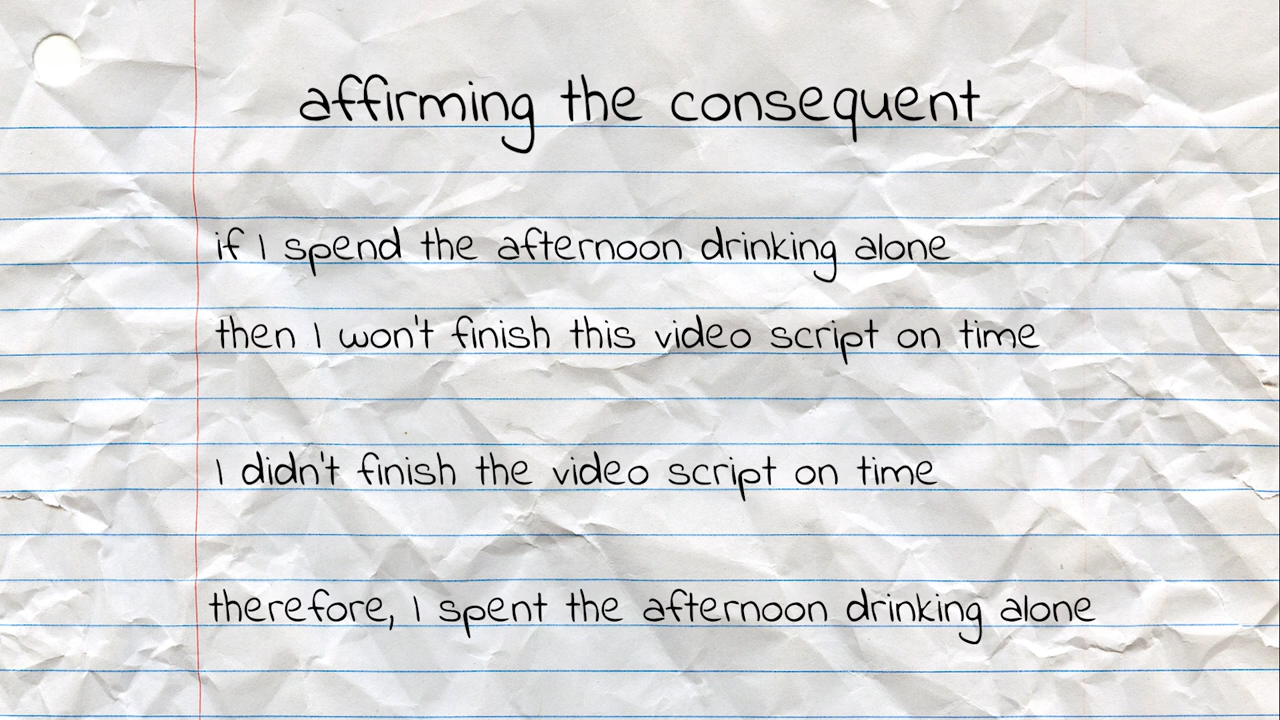 affirming the consequent
if I spend the afternoon drinking alone
then I won't finish this video script on time
I didn't finish the video script on time
therefore, I spent the afternoon drinking alone